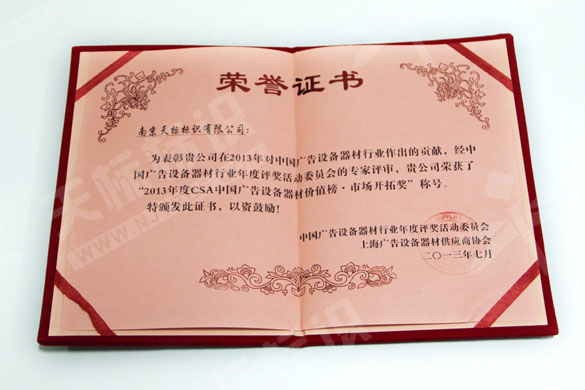 荣誉证书
南京天标标识有限公司：
为表彰贵公司在2013年对中国广告设备器材行业作出的贡献，经中
国广告设备器材行业年度评奖活动委员会的专家评审，贵公司荣获了
“2013年度CSA中国广告设备器材价值榜·市场开拓奖”称号。
特颁发此证书，以资鼓励！
中国广告设备器材行业年度评奖活动委员会
上海广告设备器材供应商协会
二〇一三年七月
天标标识